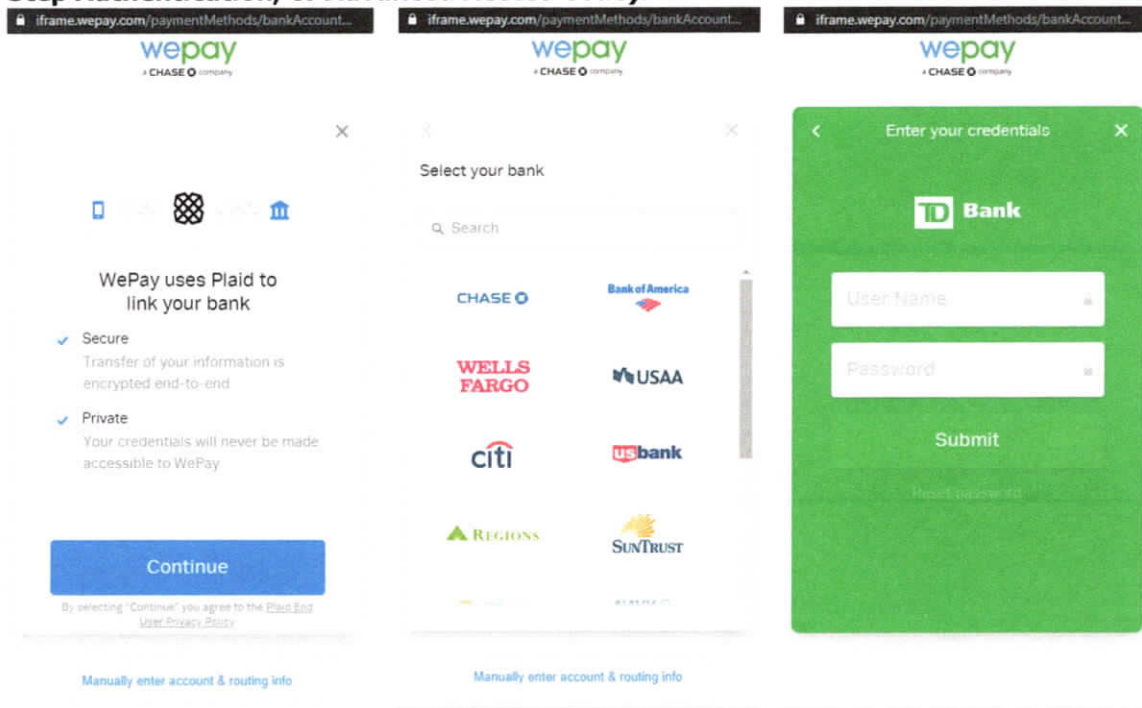 Step Authentication, or
iframe.wepay.com/paymentMethods/bankAccount...
wepay
A CHASE company
WePay uses Plaid to
link your bank
Secure
Transfer of your information is
encrypted end-to-end
Private
Your credentials will never be made
accessible to WePay
Continue
By selecting "Continue" you agree to the Plaid End
User Privacy Policy
Manually enter account & routing info
iframe.wepay.com/paymentMethods/bankAccount...
wepay
A CHASE company
Select your bank
Search
CHASE
Bank of America
WELLS
FARGO
USAA
citi
usbank
REGIONS
SUNTRUST
Manually enter account & routing info
iframe.wepay.com/paymentMethods/bankAccount...
wepay
A CHASE company
Enter your credentials
TD Bank
User Name
Password
Submit
Reset password